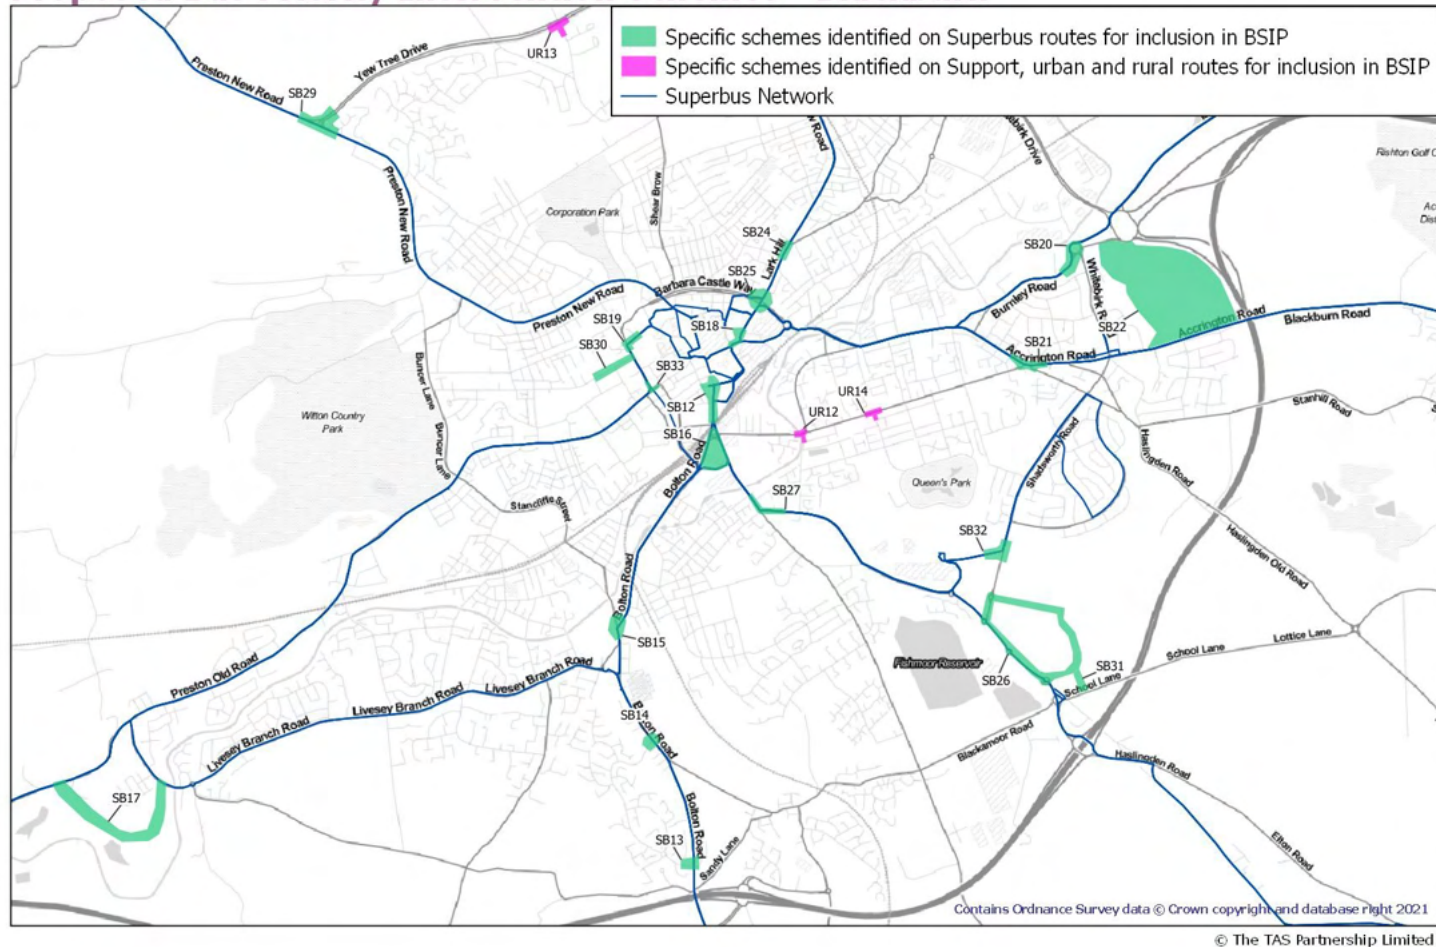 Specific schemes identified on Superbus routes for inclusion in BSIP
Specific schemes identified on Support, urban and rural routes for inclusion in BSIP
Superbus Network
UR13
Yew Tree Drive
Preston New Road
SB29
Rishton Golf
Preston New Road
Shear Brow
Corporation Park
SB24
Lark Hill
SB20
SB25
Barbara Castle Way
Whitebirk
Burnley Road
Preston New Road
SB19
SB18
SB22
Accrington Road
Blackburn Road
SB30
SB21
Accrington Road
SB33
Buncer Lane
SB12
UR14
UR12
Stanhill Road
Witton Country
Park
SB16
Buncer Lane
Bolton Road
Shadsworth Road
Haslingden Road
Queen's Park
SB27
Stancliffe Street
SB32
Haslingden Old Road
Bolton Road
SB15
Lottice Lane
School Lane
Fishmoor Reservoir
SB31
SB26
School Lane
Preston Old Road
Livesey Branch Road
Livesey Branch Road
Livesey Branch Road
SB14
Bolton Road
Blackamoor Road
Haslingden Road
SB17
Bolton Road
SB13
Sandy Lane
Elton Road
Contains Ordnance Survey data © Crown copyright and database right 2021
© The TAS Partnership Limited